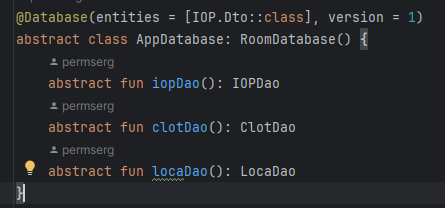 @Database(entities = [IOP.Dto::class], version = 1)
abstract class AppDatabase: RoomDatabase() {
permserg
abstract fun iopDao(): IOPDao
permserg
abstract fun clotDao(): ClotDao
permserg
abstract fun locaDao(): LocaDao
}